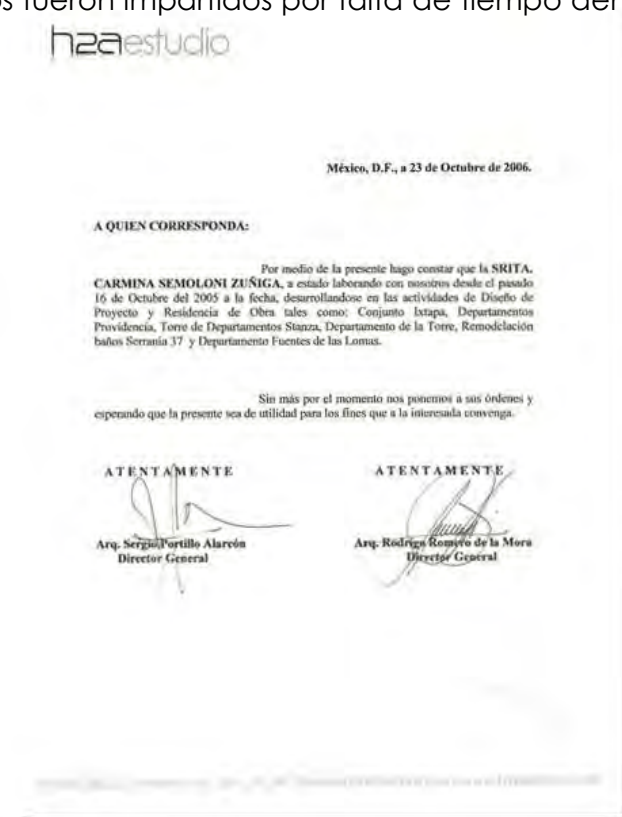 s fueron impartidos por falta de tiempo del
h2aestudio
México, D.F., a 23 de Octubre de 2006.
A QUIEN CORRESPONDA:
Por medio de la presente hago constar que la SRITA.
CARMINA SEMOLONI ZUÑIGA, a estado laborando con nosotros desde el pasado
16 de Octubre del 2005 a la fecha, desarrollandose en las actividades de Diseño de
Proyecto y Residencia de Obra tales como: Conjunto Ixtapa, Departamentos
Providencia, Torre de Departamentos Stanza, Departamento de la Torre, Remodelación
baños Serranía 37 y Departamento Fuentes de las Lomas.
Sin más por el momento nos ponemos a sus órdenes y
esperando que la presente sea de utilidad para los fines que a la interesada convenga.
ATENTAMENTE
Arq. Sergio Portillo Alarcón
Director General
ATENTAMENTE
Arq. Rodrigo Romero de la Mora
Director General